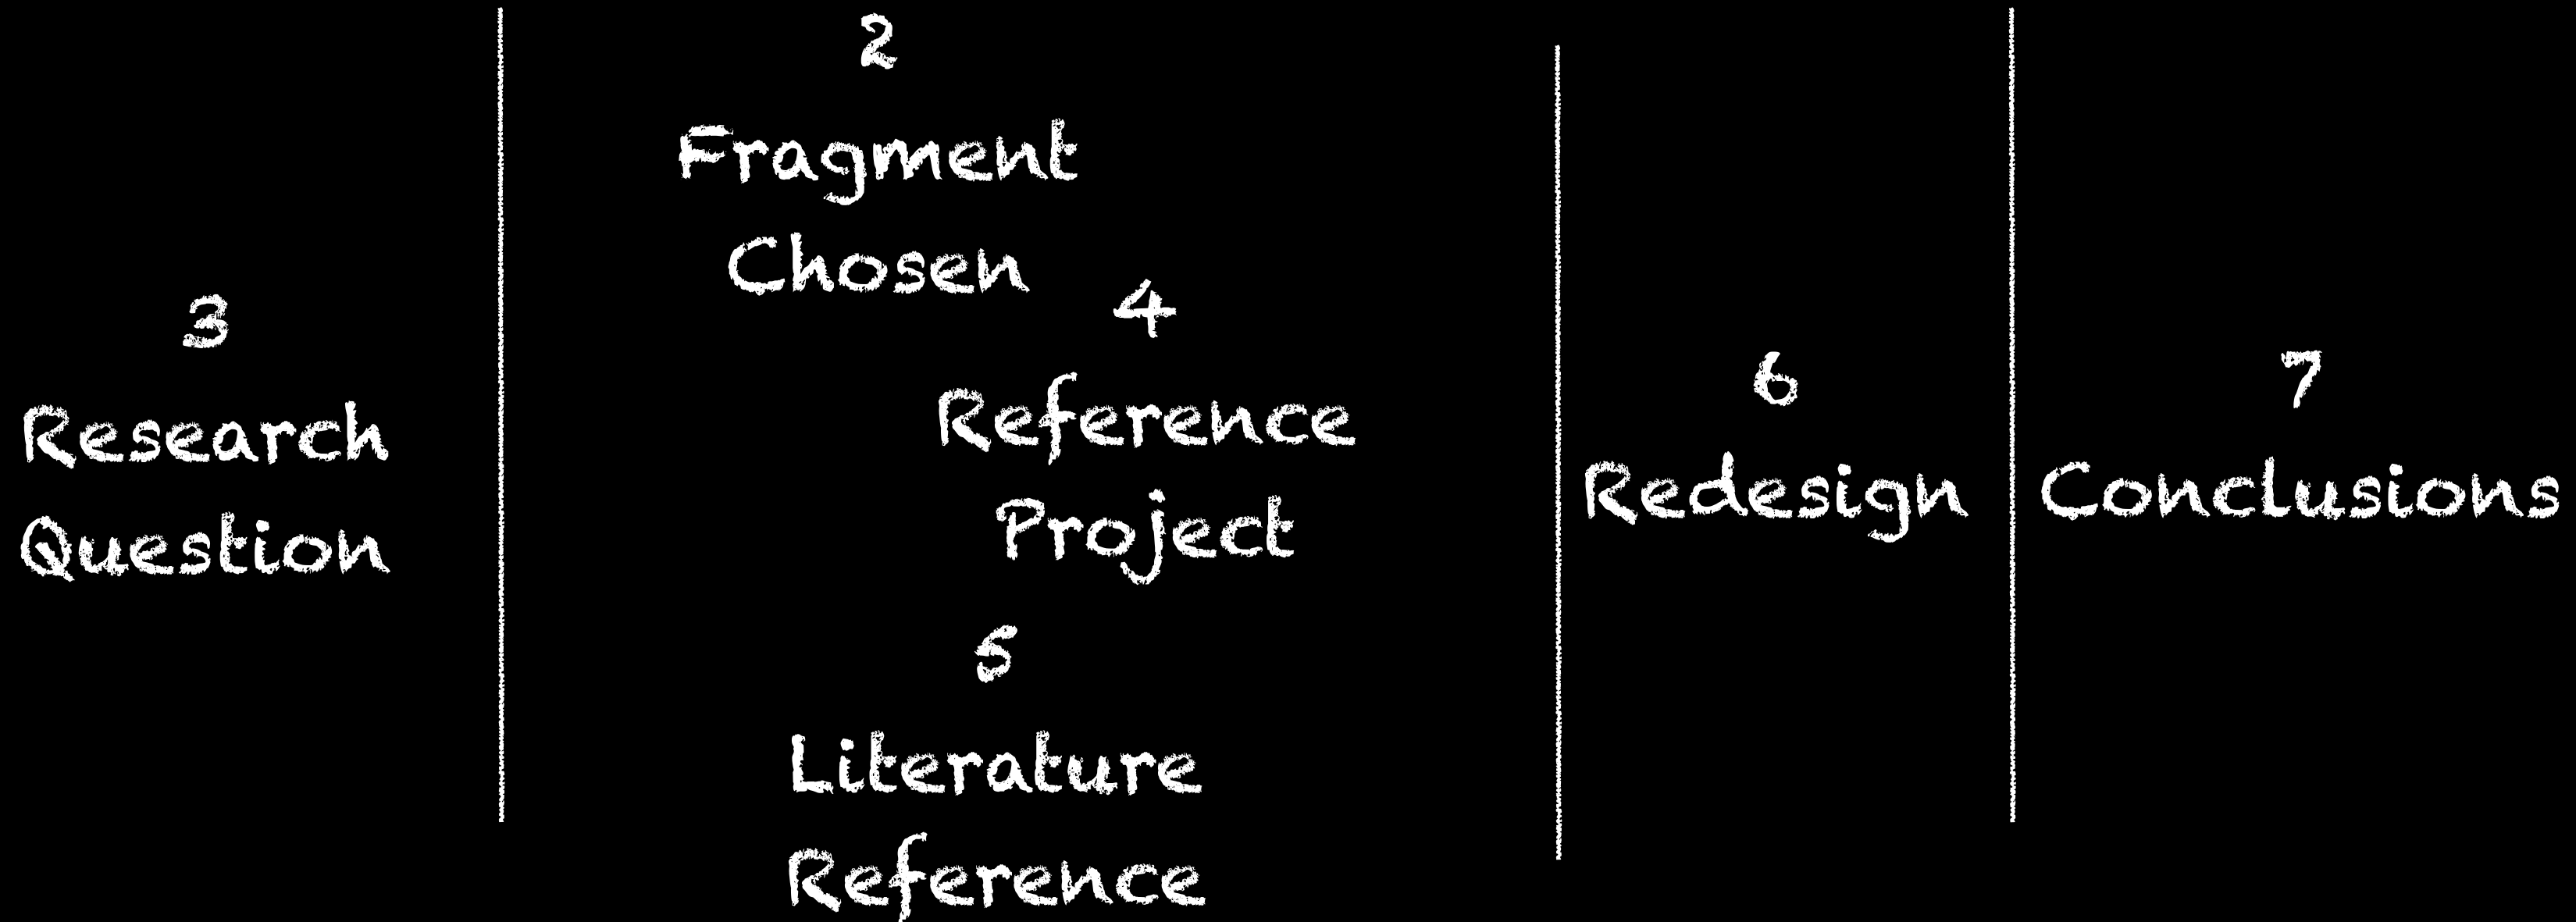 3
Research
Question
2
Fragment
Chosen
4
Reference
Project
5
Literature
Reference
6
Redesign
7
Conclusions